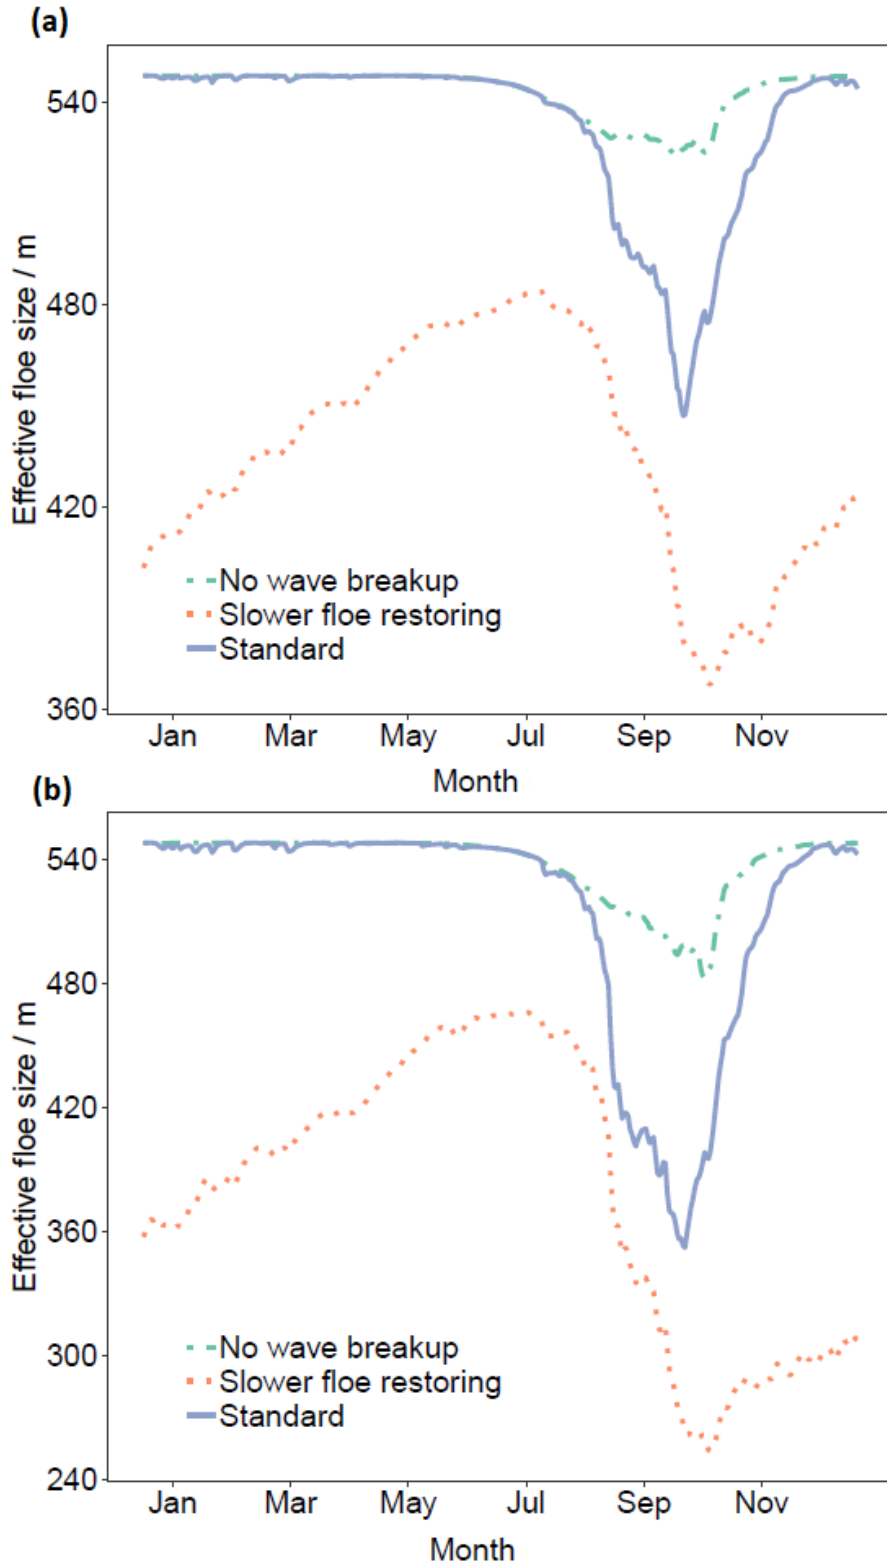 (a)
Effective floe size / m
540
480
420
360
No wave breakup
Slower floe restoring
Standard
Jan Mar May Jul Sep Nov
Month
(b)
Effective floe size / m
540
480
420
360
300
240
No wave breakup
Slower floe restoring
Standard
Jan Mar May Jul Sep Nov
Month